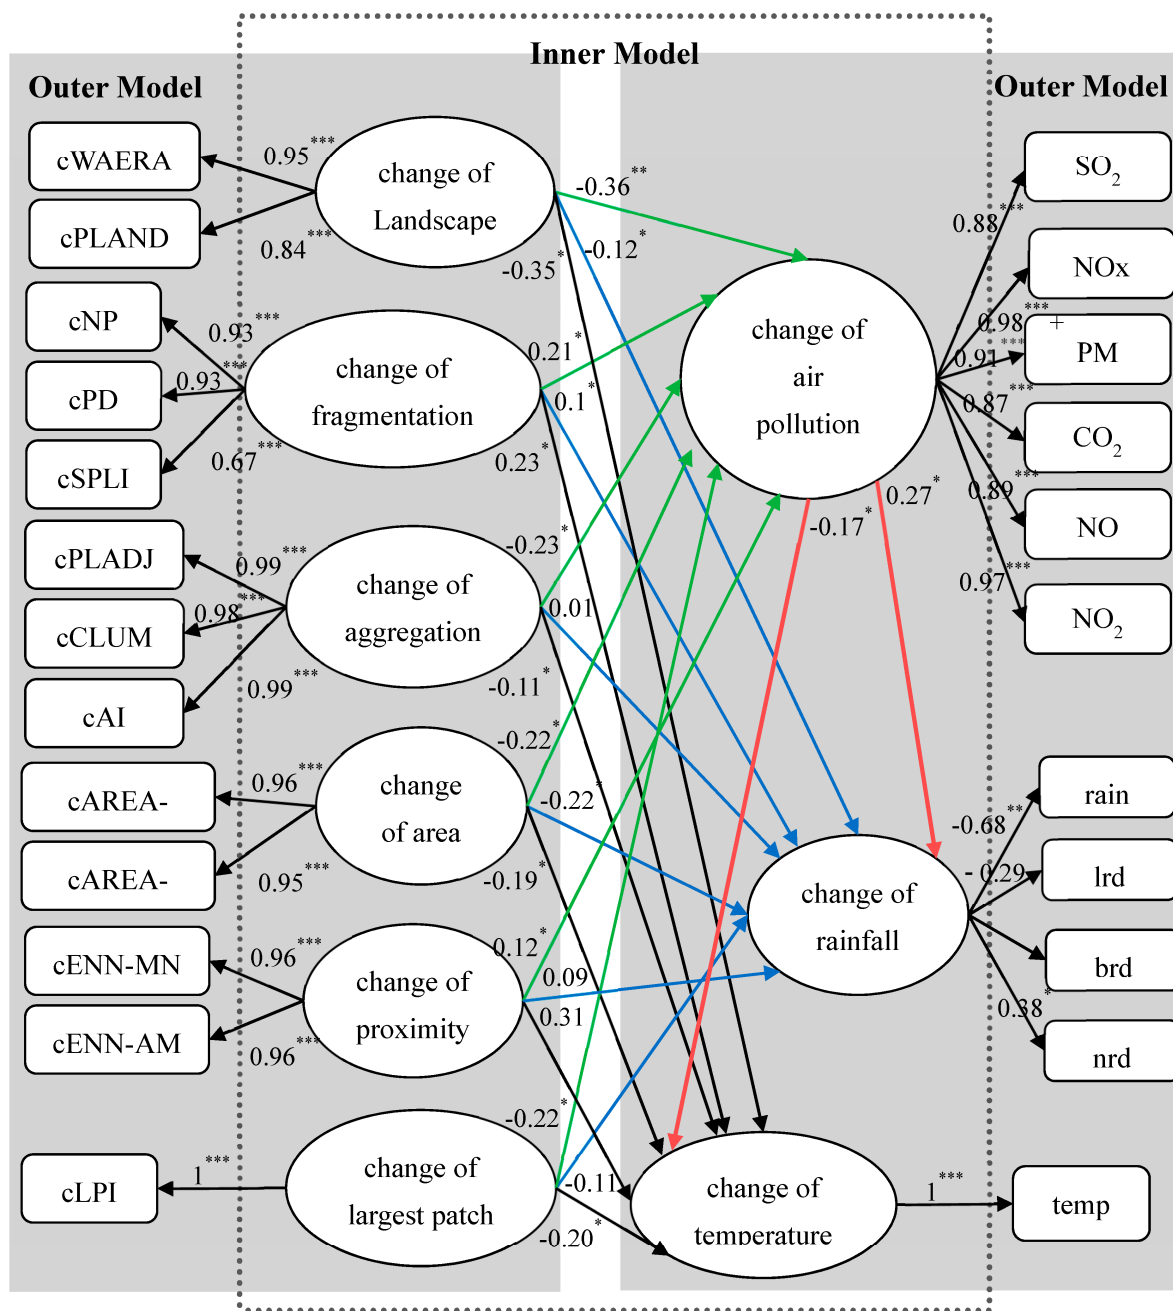 Inner Model
Outer Model
Outer Model
cWAERA
cPLAND
cNP
cPD
cSPLI
cPLADJ
cCLUM
cAI
cAREA-
cAREA-
cENN-MN
cENN-AM
cLPI
0.95***
0.84***
0.93***
0.93***
0.67***
0.99***
0.98***
0.99***
0.96***
0.95***
0.96***
0.96***
1***
change of
Landscape
change of
fragmentation
change of
aggregation
change
of area
change of
proximity
change of
largest patch
-0.36**
-0.12*
-0.35*
0.21*
0.1*
0.23*
-0.23*
0.01
-0.11*
-0.22*
-0.22*
-0.19*
0.12*
0.09
0.31
-0.22*
-0.11
-0.20*
change of
air
pollution
0.27*
-0.17*
change of
rainfall
change of
temperature
0.88***
0.98***
+
0.91***
0.87***
0.89***
0.97***
-0.68**
- 0.29
0.38*
1***
SO2
NOx
PM
CO2
NO
NO2
rain
lrd
brd
nrd
temp